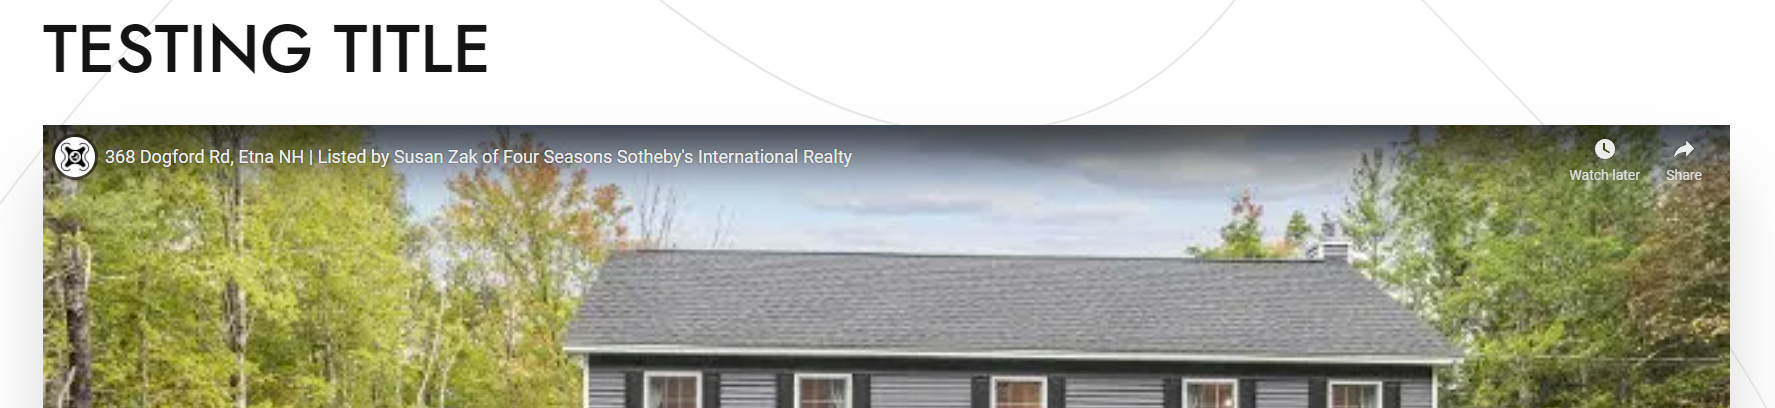 TESTING TITLE
368 Dogford Rd, Etna NH | Listed by Susan Zak of Four Seasons Sotheby's International Realty
Watch later
Share